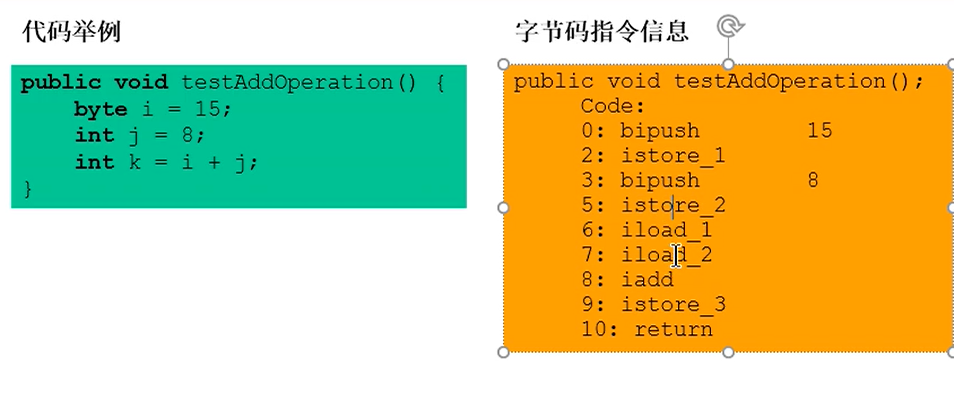 代码举例
public void testAddOperation() {
byte i = 15;
int j = 8;
int k = i + j;
}
字节码指令信息
public void testAddOperation();
Code:
0: bipush 15
2: istore_1
3: bipush 8
5: istore_2
6: iload_1
7: iload_2
8: iadd
9: istore_3
10: return